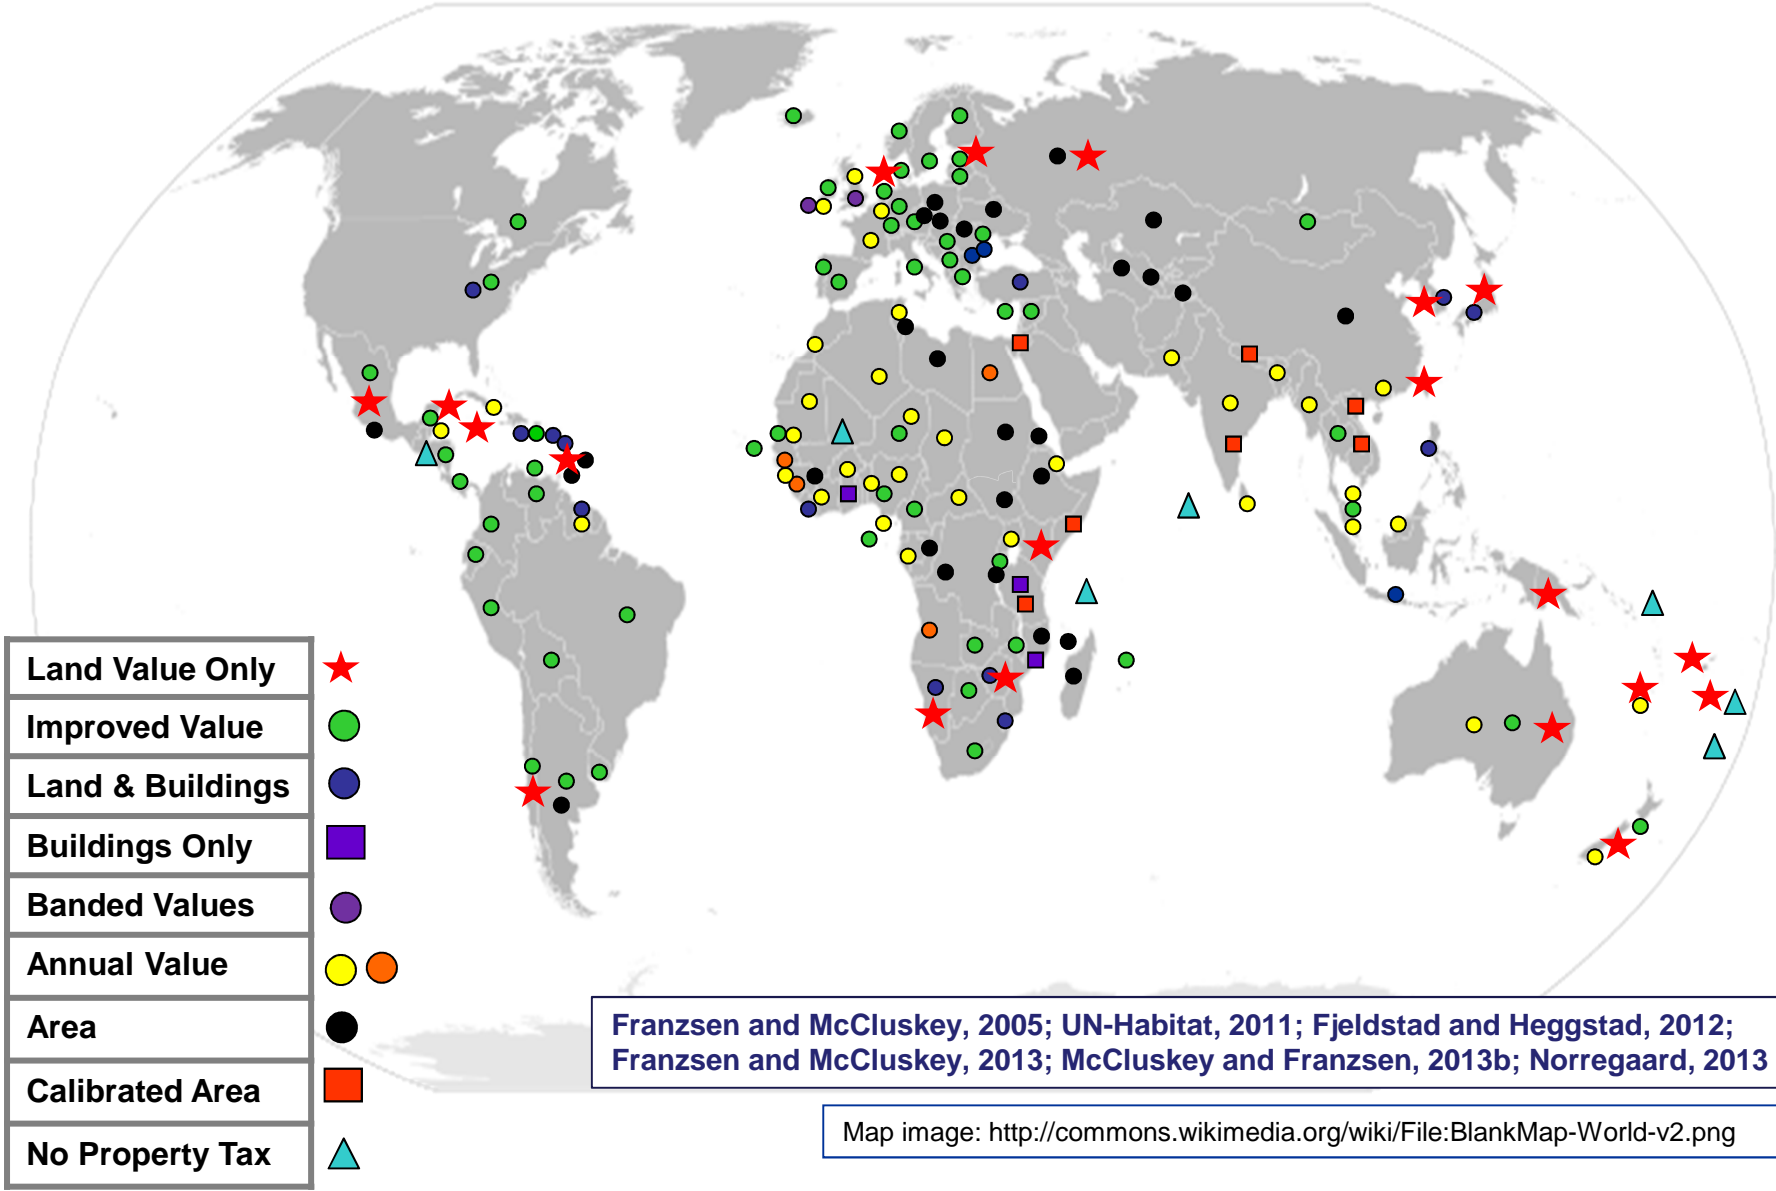 Land Value Only
Improved Value
Land & Buildings
Buildings Only
Banded Values
Annual Value
Area
Calibrated Area
No Property Tax
Franzsen and McCluskey, 2005; UN-Habitat, 2011; Fjeldstad and Heggstad, 2012;
Franzsen and McCluskey, 2013; McCluskey and Franzsen, 2013b; Norregaard, 2013
Map image: http://commons.wikimedia.org/wiki/File:BlankMap-World-v2.png